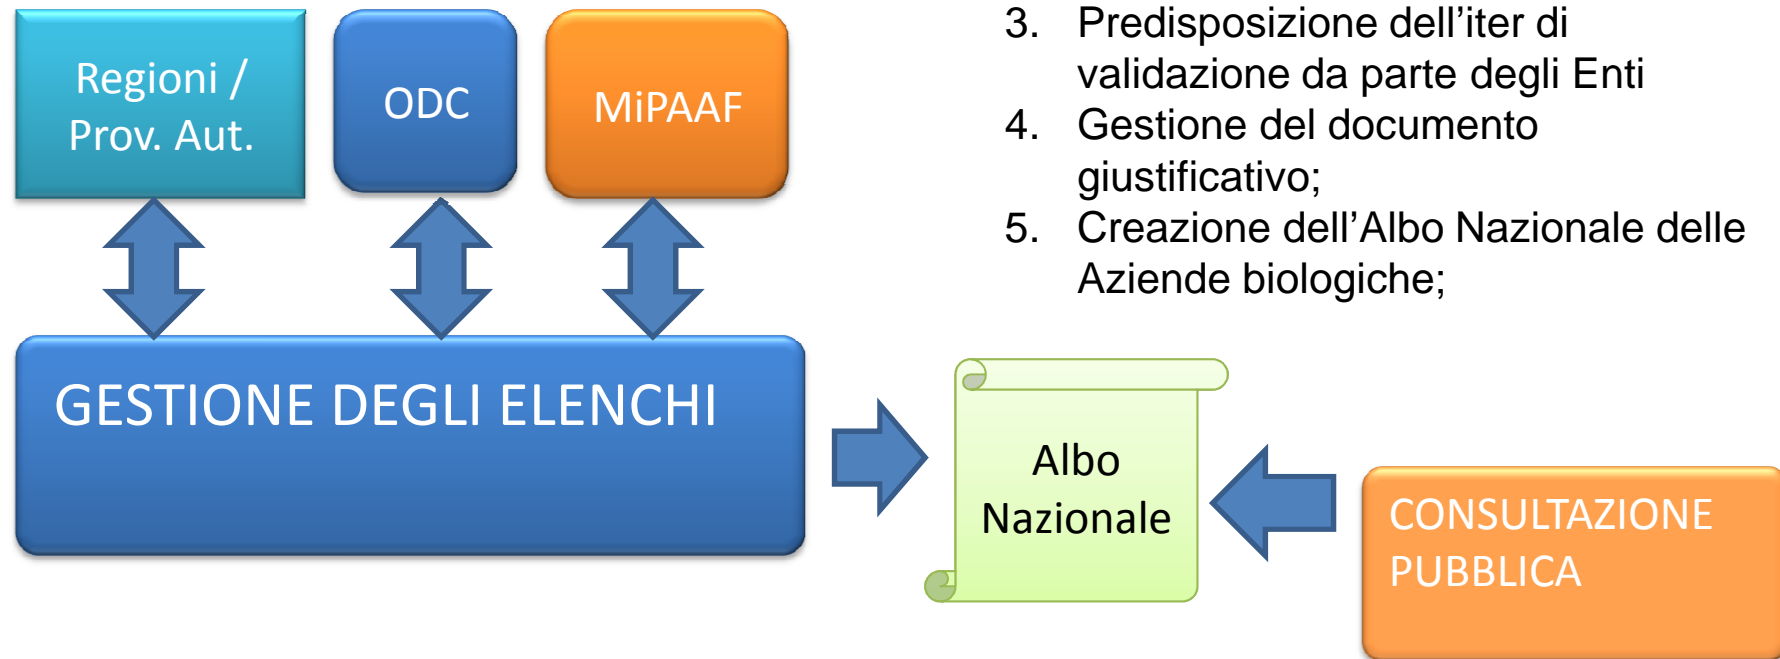 Regioni /
Prov. Aut.
ODC
MiPAAF
3. Predisposizione dell’iter di
validazione da parte degli Enti
4. Gestione del documento
giustificativo;
5. Creazione dell’Albo Nazionale delle
Aziende biologiche;
GESTIONE DEGLI ELENCHI
Albo
Nazionale
CONSULTAZIONE
PUBBLICA